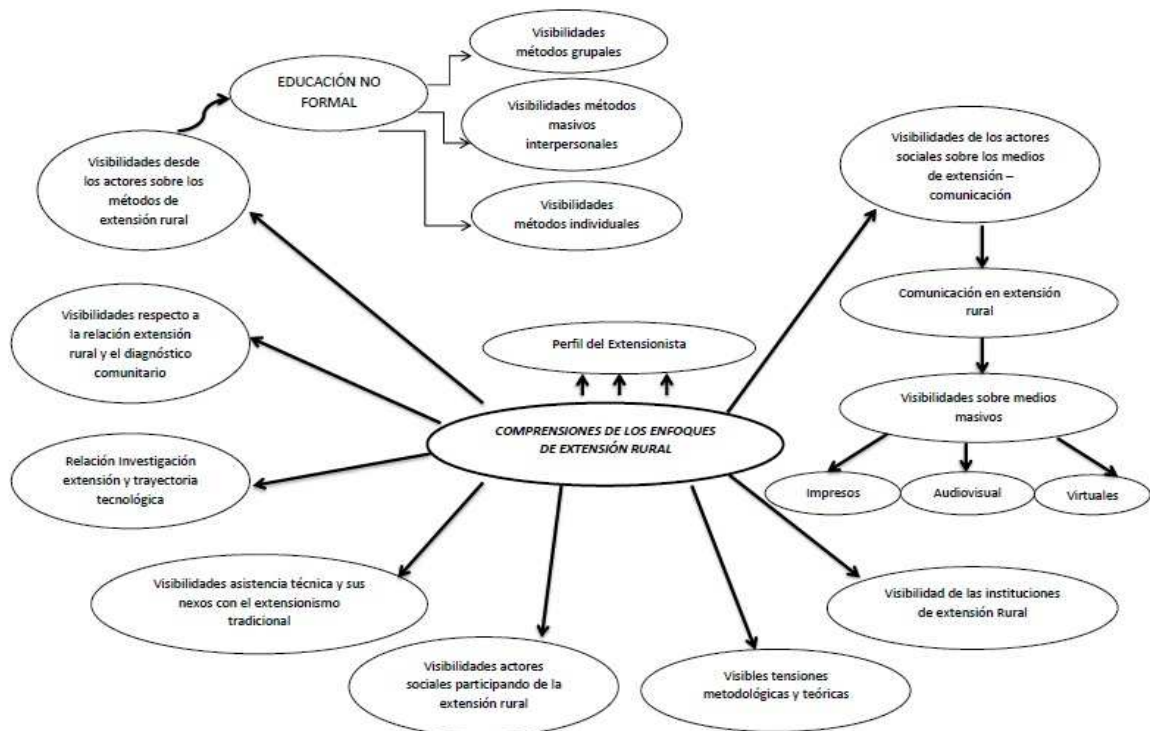 Visibilidades
métodos grupales
EDUCACIÓN NO
FORMAL
Visibilidades métodos
masivos
interpersonales
Visibilidades
métodos individuales
Visibilidades desde
los actores sobre los
métodos de
extensión rural
Visibilidades de los actores
sociales sobre los medios
de extensión –
comunicación
Comunicación en extensión
rural
Visibilidades sobre medios
masivos
Impresos
Audiovisual
Virtuales
Visibilidades respecto a
la relación extensión
rural y el diagnóstico
comunitario
Perfil del Extensionista
COMPRENSIONES DE LOS ENFOQUES
DE EXTENSIÓN RURAL
Relación Investigación
extensión y trayectoria
tecnológica
Visibilidades asistencia técnica y sus
nexos con el extensionismo
tradicional
Visibilidad de las instituciones
de extensión Rural
Visibilidades actores
sociales participando de la
extensión rural
Visibles tensiones
metodológicas y teóricas